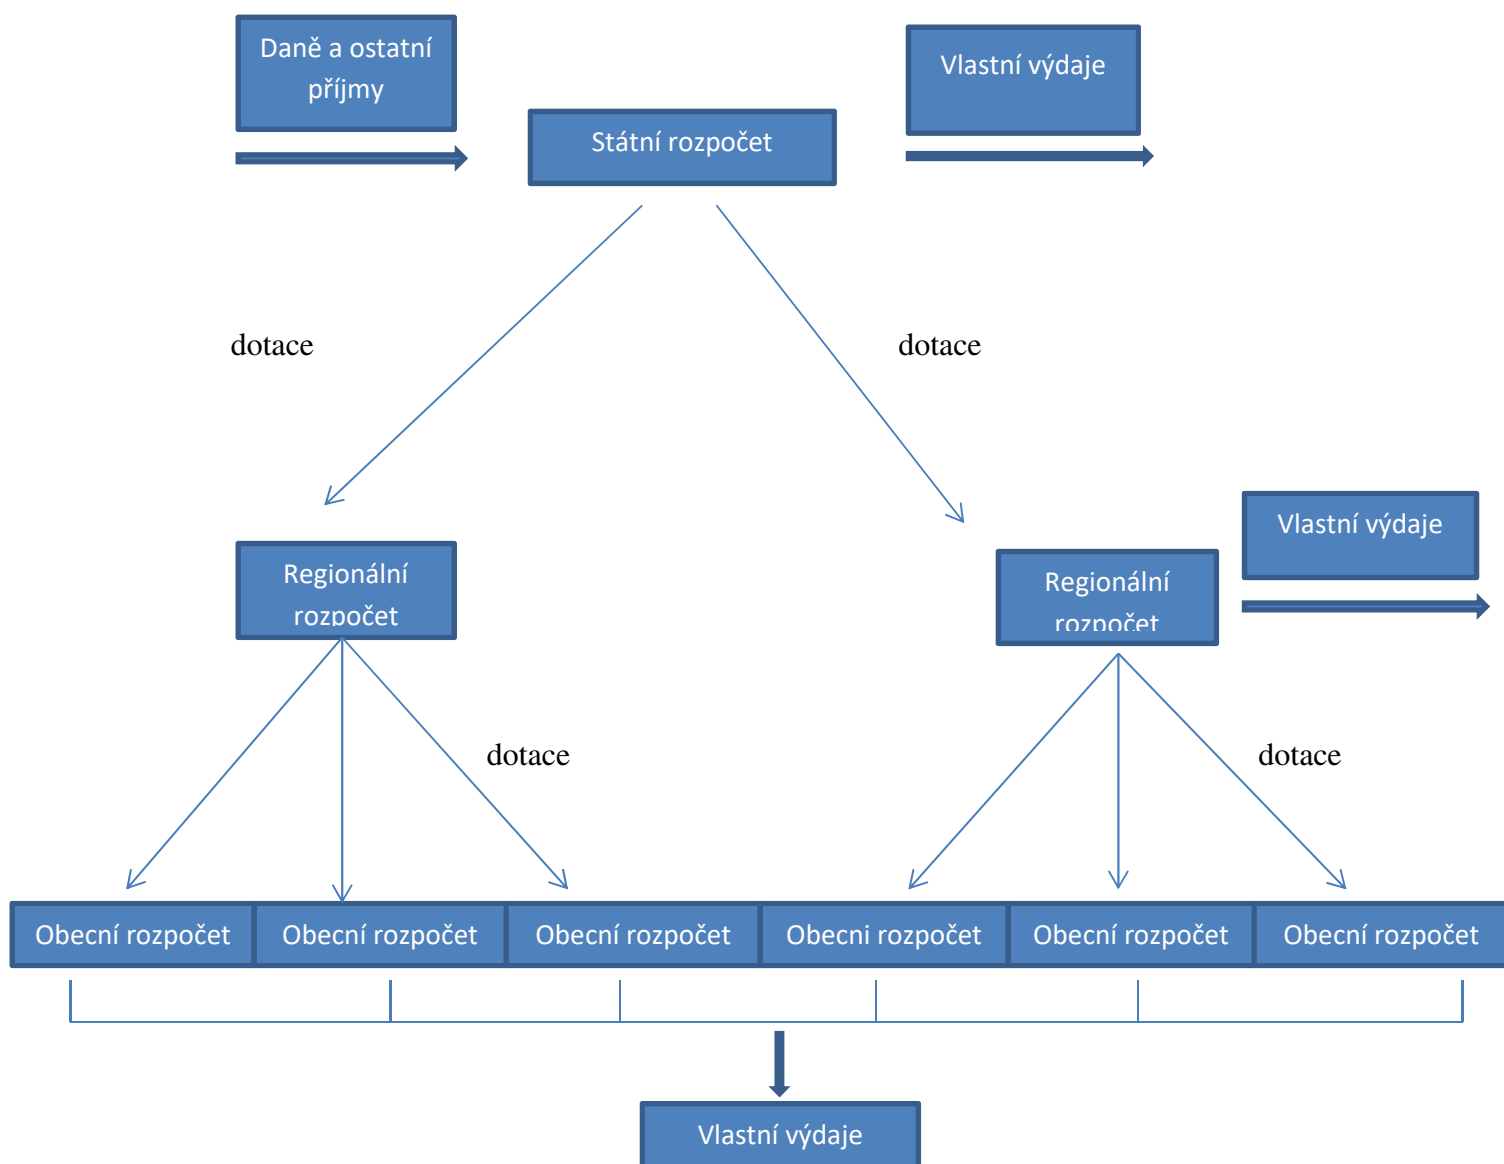 Daně a ostatní
příjmy
Vlastní výdaje
Státní rozpočet
dotace
dotace
Vlastní výdaje
Regionální
rozpočet
Regionální
rozpočet
dotace
dotace
Obecní rozpočet
Obecní rozpočet
Obecní rozpočet
Obecni rozpočet
Obecní rozpočet
Obecní rozpočet
Vlastní výdaje